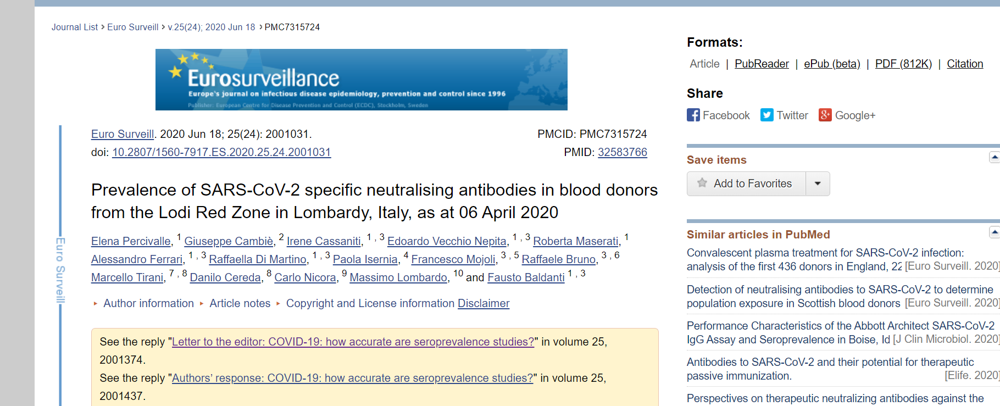 Journal List > Euro Surveill > v.25(24); 2020 Jun 18 > PMC7315724
Eurosurveillance
Europe's journal on infectious disease epidemiology, prevention and control since 1996
Publisher: European Centre for Disease Prevention and Control (ECDC), Stockholm, Sweden
Euro Surveill
Euro Surveill. 2020 Jun 18; 25(24): 2001031.
PMCID: PMC7315724
doi: 10.2807/1560-7917.ES.2020.25.24.2001031
PMID: 32583766
Prevalence of SARS-CoV-2 specific neutralising antibodies in blood donors
from the Lodi Red Zone in Lombardy, Italy, as at 06 April 2020
Elena Percivalle, 1 Giuseppe Cambiè, 2 Irene Cassaniti, 1 , 3 Edoardo Vecchio Nepita, 1 , 3 Roberta Maserati, 1
Alessandro Ferrari, 1 , 3 Raffaella Di Martino, 1 , 3 Paola Isernia, 4 Francesco Mojoli, 3 , 5 Raffaele Bruno, 3 , 6
Marcello Tirani, 7 , 8 Danilo Cereda, 8 Carlo Nicora, 9 Massimo Lombardo, 10 and Fausto Baldanti 1 , 3
▸ Author information ▸ Article notes ▸ Copyright and License information Disclaimer
See the reply "Letter to the editor: COVID-19: how accurate are seroprevalence studies?" in volume 25,
2001374.
See the reply "Authors’ response: COVID-19: how accurate are seroprevalence studies?" in volume 25,
2001437.
Formats:
Article | PubReader | ePub (beta) | PDF (812K) | Citation
Share
Facebook Twitter Google+
Save items
Add to Favorites
Similar articles in PubMed
Convalescent plasma treatment for SARS-CoV-2 infection:
analysis of the first 436 donors in England, 22 [Euro Surveill. 2020]
Detection of neutralising antibodies to SARS-CoV-2 to determine
population exposure in Scottish blood donors [Euro Surveill. 2020]
Performance Characteristics of the Abbott Architect SARS-CoV-2
IgG Assay and Seroprevalence in Boise, Id [J Clin Microbiol. 2020]
Antibodies to SARS-CoV-2 and their potential for therapeutic
passive immunization. [Elife. 2020]
Perspectives on therapeutic neutralizing antibodies against the